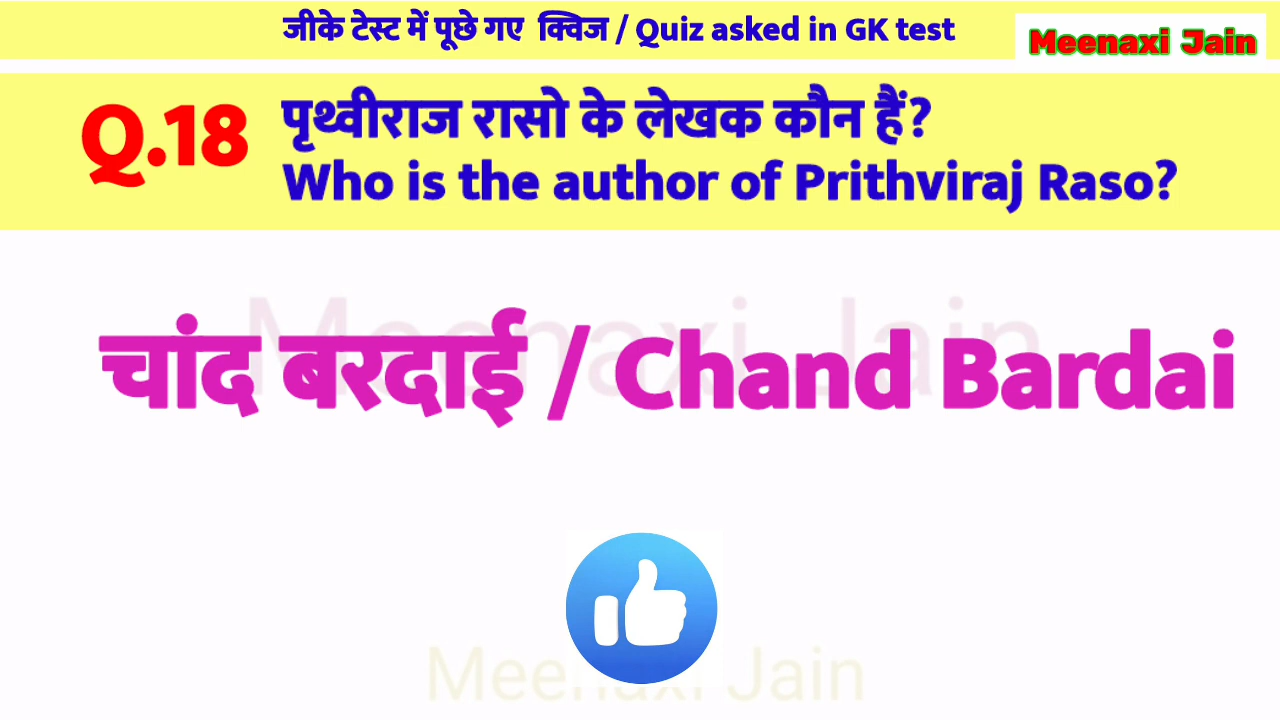 जीके टेस्ट में पूछे गए क्विज / Quiz asked in GK test
Meenaxi Jain
Q.18
पृथ्वीराज रासो के लेखक कौन हैं?
Who is the author of Prithviraj Raso?
Meenaxi Jain
चांद बरदाई / Chand Bardai
Meenaxi Jain